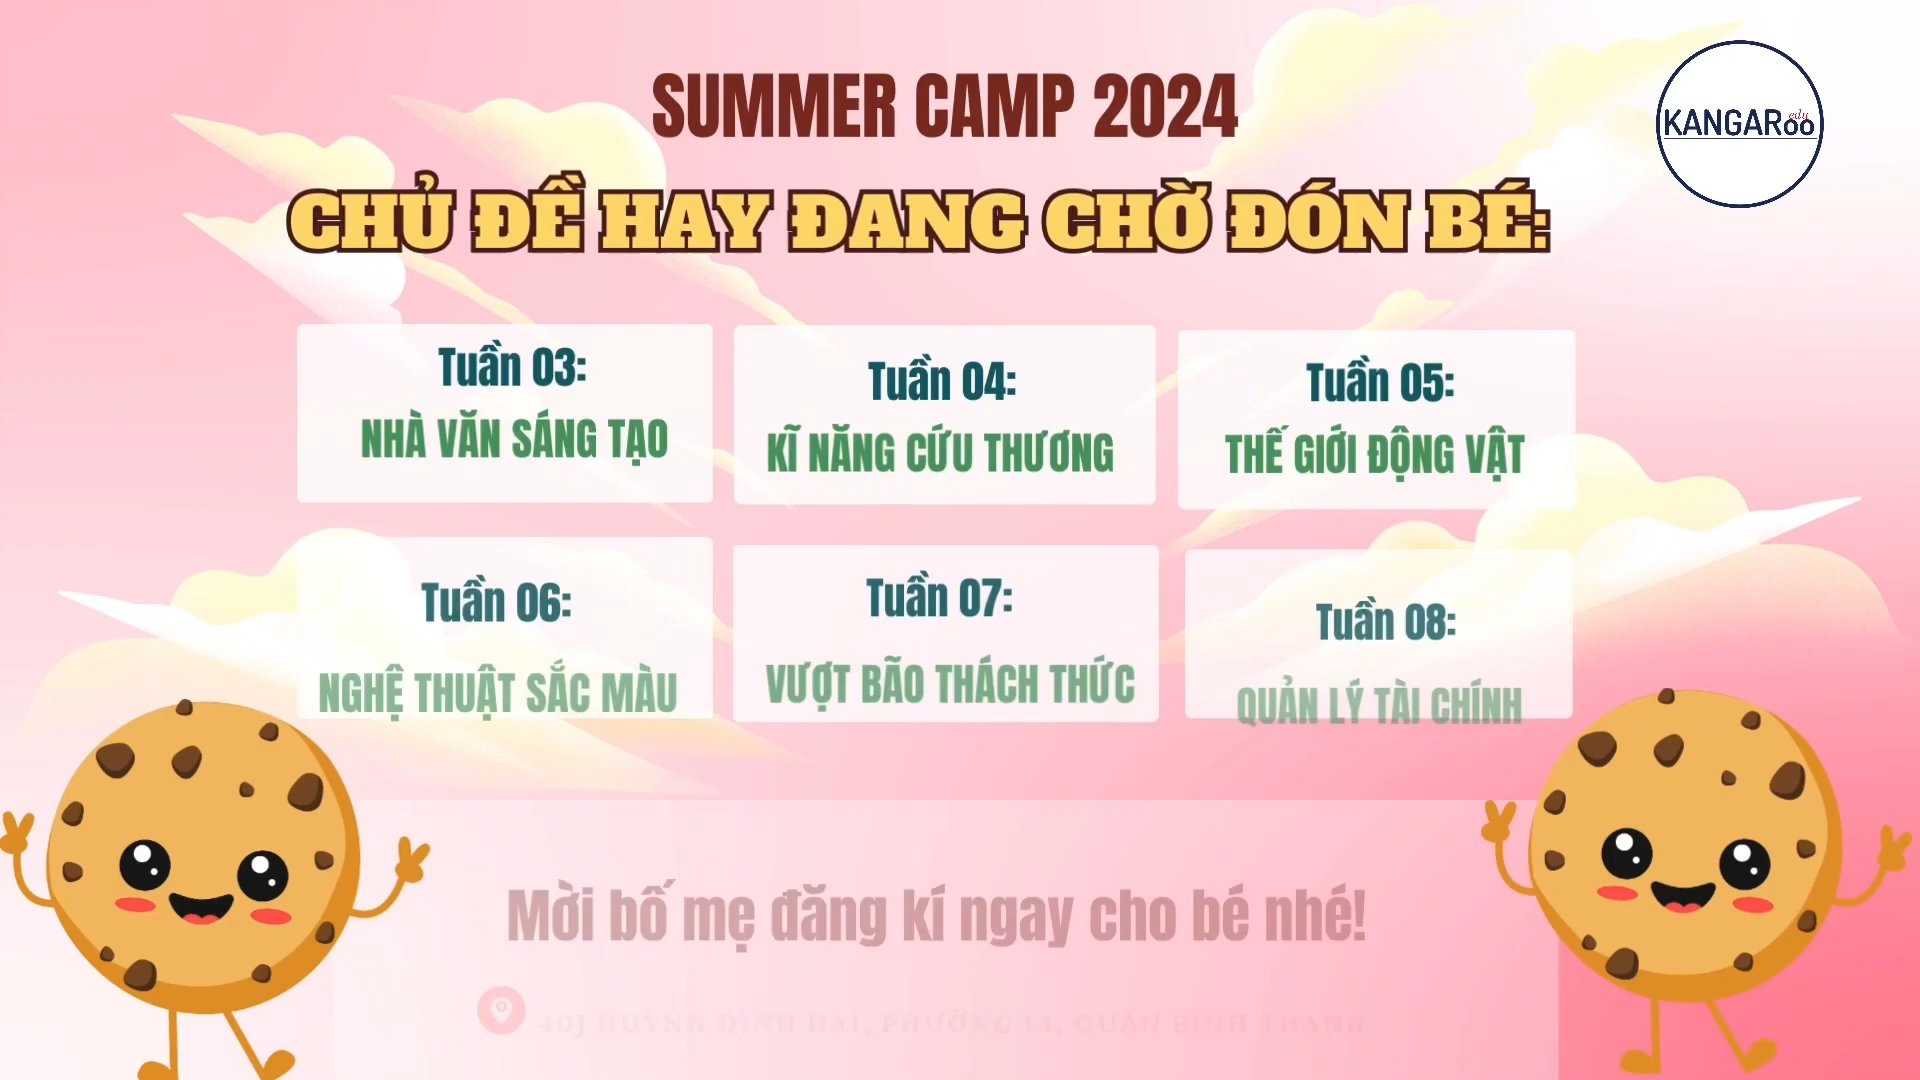 SUMMER CAMP 2024
KANGARoo
edu
CHỦ ĐỀ HAY ĐANG CHỜ ĐÓN BÉ:
Tuần 03:
NHÀ VĂN SÁNG TẠO
Tuần 04:
KĨ NĂNG CỨU THƯƠNG
Tuần 05:
THẾ GIỚI ĐỘNG VẬT
Tuần 06:
NGHỆ THUẬT SẮC MÀU
Tuần 07:
VƯỢT BÃO THÁCH THỨC
Tuần 08:
QUẢN LÝ TÀI CHÍNH
Mời bố mẹ đăng kí ngay cho bé nhé!
HUỲNH ĐÌNH HAI, PHƯỜNG 14, QUẬN BÌNH THẠNH